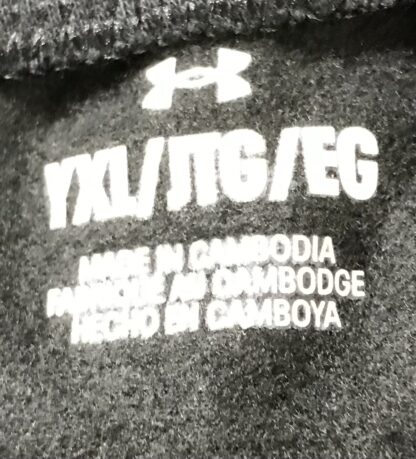 YXL/JTG/EG
MADE IN CAMBODIA
FABRIQUÉ AU CAMBODGE
HECHO EN CAMBOYA